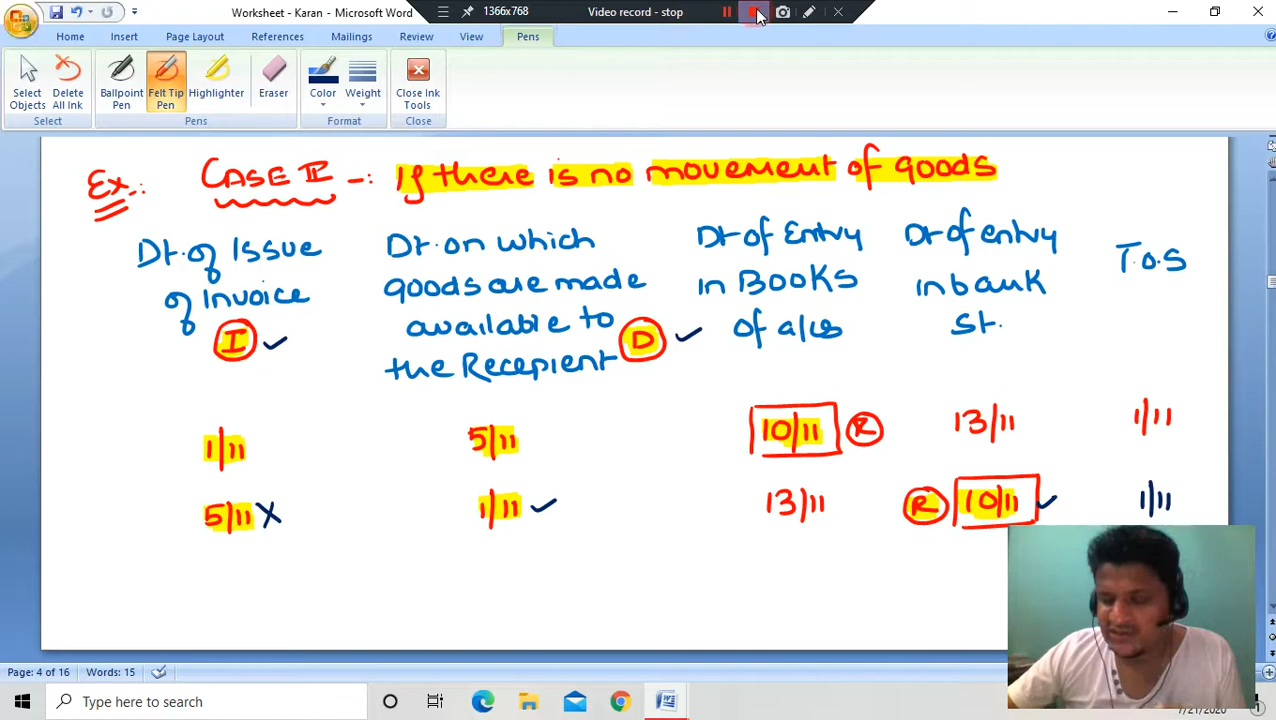 Worksheet - Karan - Microsoft Word
1366x768
Video record - stop
Home Insert Page Layout References Mailings Review View Pens
Select Objects
Delete All Ink
Ballpoint Pen
Felt Tip Pen
Highlighter
Eraser
Color
Weight
Close Ink Tools
Select Pens Format Close
Ex.: CASE II -: If there is no movement of goods
Dt. of Issue of Invoice I
Dt. on which goods are made available to the Recepient D
Dt of Entry in Books of a/cs
Dt of entry in bank st.
T.O.S
1/11 5/11 10/11 R 13/11 1/11
5/11 X 1/11 13/11 R 10/11 1/11
Page: 4 of 16 Words: 15
Type here to search
7/21/2020